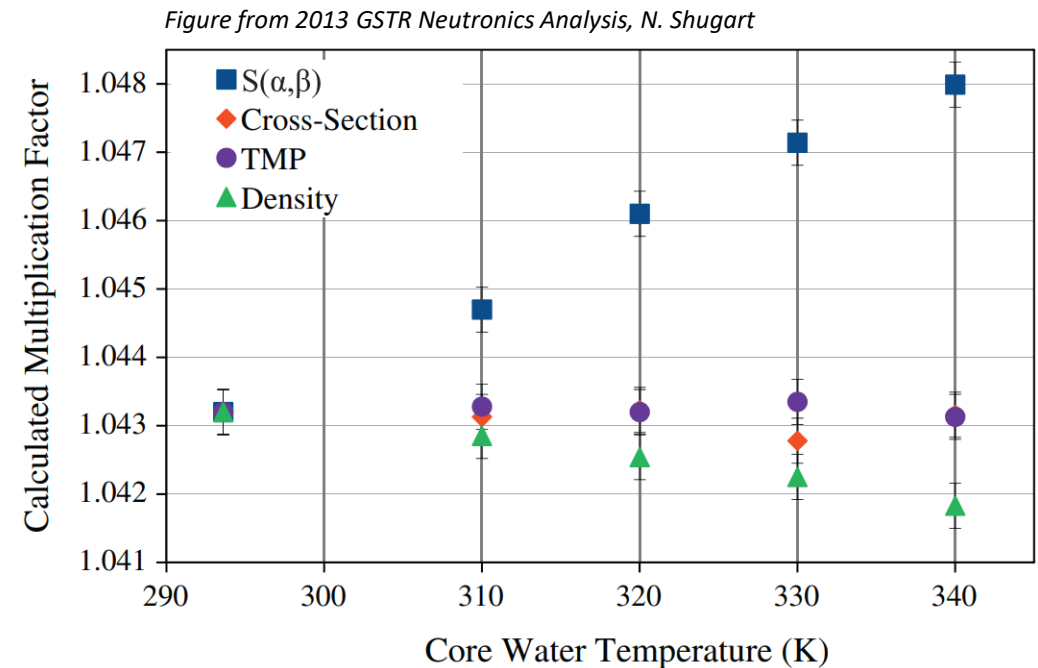 Figure from 2013 GSTR Neutronics Analysis, N. Shugart
S(α,β)
Cross-Section
TMP
Density
Calculated Multiplication Factor
1.048
1.047
1.046
1.045
1.044
1.043
1.042
1.041
290 300 310 320 330 340
Core Water Temperature (K)